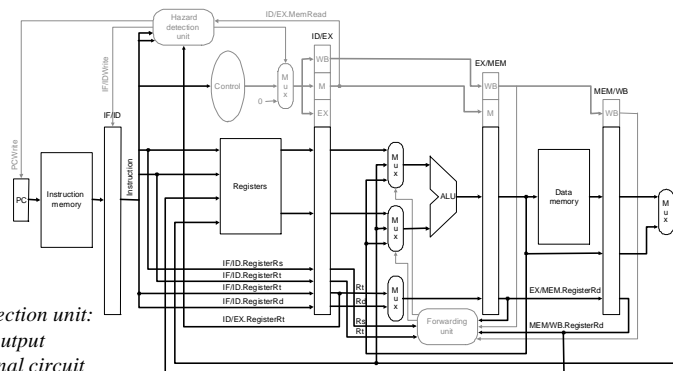 Hazard
detection
unit
ID/EX.MemRead
ID/EX
EX/MEM
MEM/WB
IF/IDWrite
PCWrite
IF/ID
Control
0
M
u
x
WB
M
EX
WB
M
WB
PC
Instruction
memory
Instruction
Registers
M
u
x
M
u
x
ALU
Data
memory
M
u
x
IF/ID.RegisterRs
IF/ID.RegisterRt
IF/ID.RegisterRt
IF/ID.RegisterRd
ID/EX.RegisterRt
Rt
Rd
Rs
Rt
M
u
x
Forwarding
unit
EX/MEM.RegisterRd
MEM/WB.RegisterRd
ection unit:
utput
nal circuit